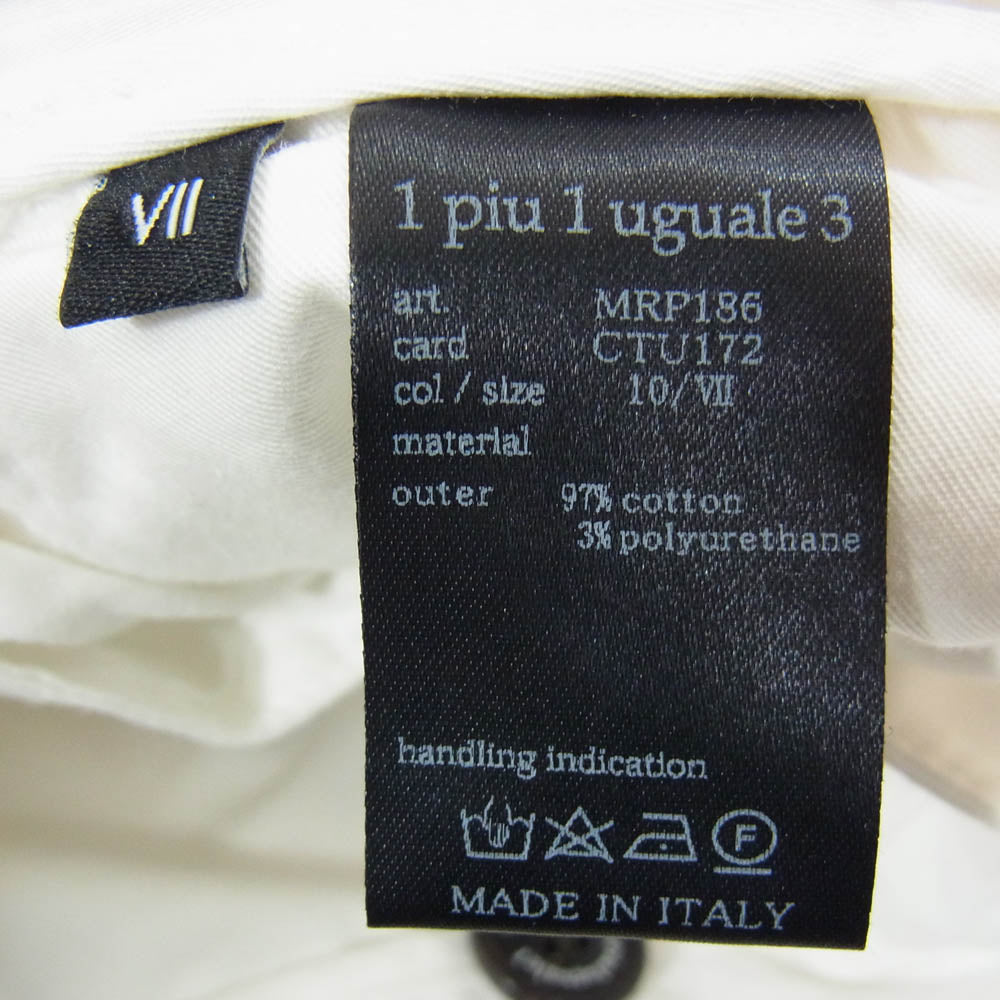 VII
1 piu 1 uguale 3
art. MRP186
card CTU172
col / size 10/VII
material
outer 97% cotton
3% polyurethane
handling indication
F
MADE IN ITALY